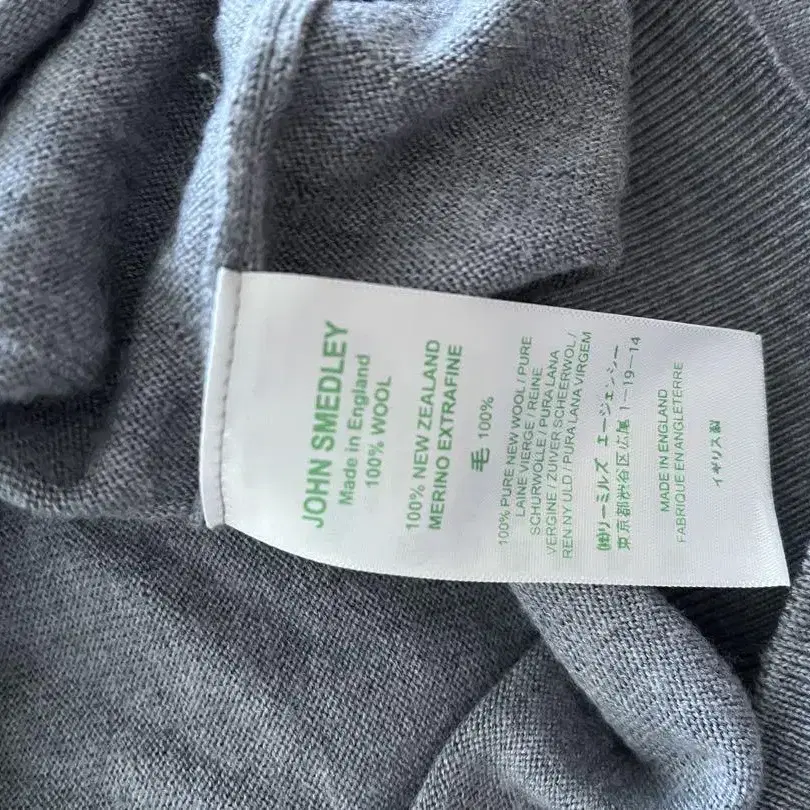 JOHN SMEDLEY
Made in England
100% WOOL
100% NEW ZEALAND
MERINO EXTRAFINE
毛 100%
100% PURE NEW WOOL / PURE
LAINE VIERGE / REINE
SCHURWOLLE / PURA LANA
VERGINE / ZUIVER SCHEERWOL /
REN NY ULD / PURA LANA VIRGEM
㈱リーミルズ エージェンシー
東京都渋谷区広尾 1-19-14
MADE IN ENGLAND
FABRIQUE EN ANGLETERRE
イギリス製